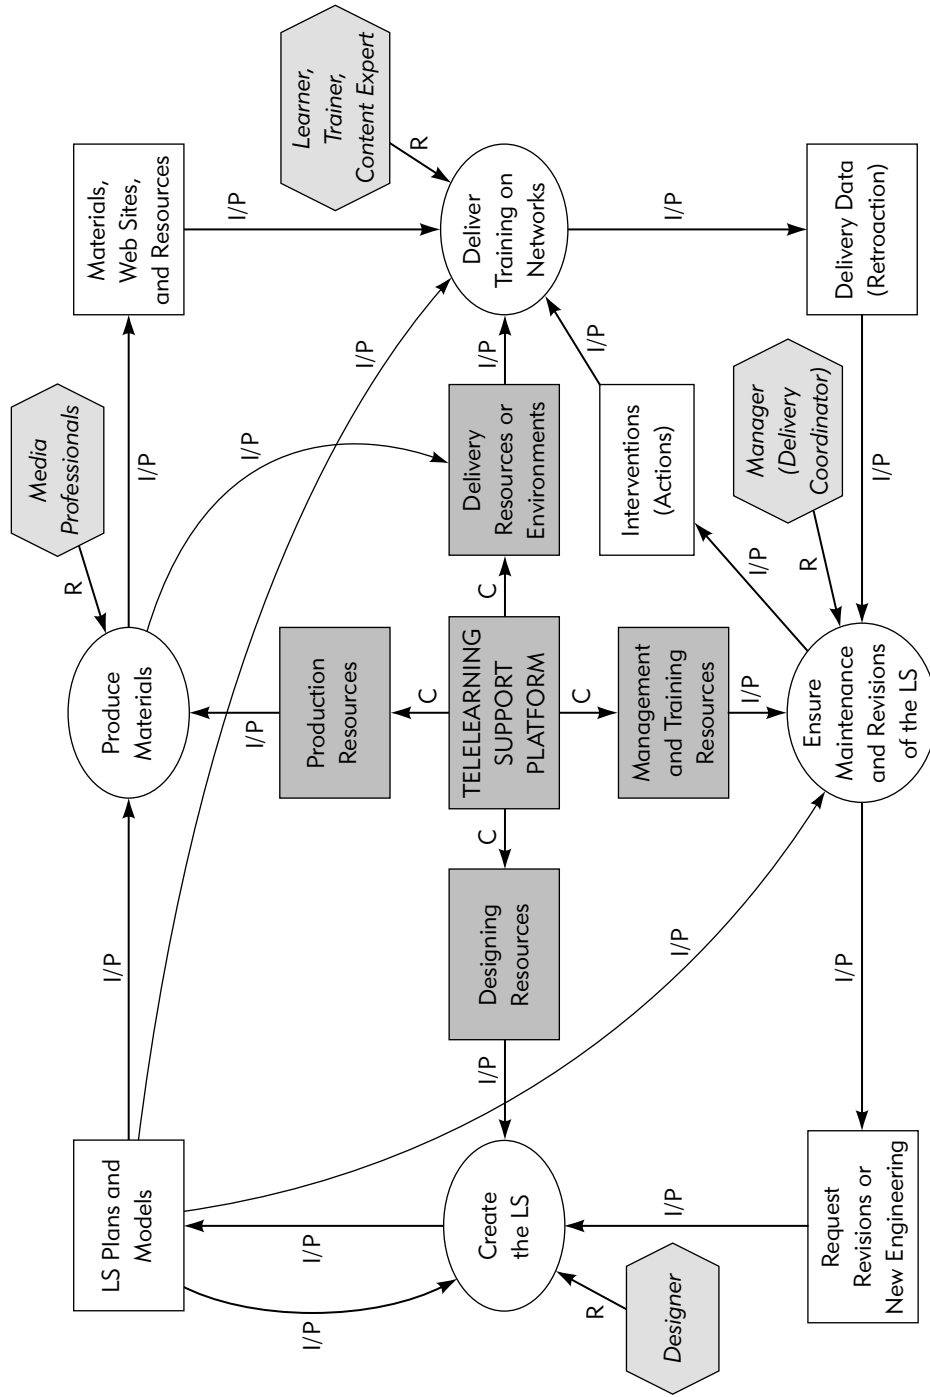 Media
Professionals
R
LS Plans and
Models
I/P
Produce
Materials
I/P
Materials,
Web Sites,
and Resources
I/P
I/P
I/P
I/P
I/P
Production
Resources
Learner,
Trainer,
Content Expert
I/P
R
C
Create
the LS
I/P
Designing
Resources
C
TELELEARNING
SUPPORT
PLATFORM
C
Delivery
Resources or
Environments
I/P
Deliver
Training on
Networks
C
R
I/P
Designer
Management
and Training
Resources
Interventions
(Actions)
I/P
I/P
I/P
I/P
I/P
Manager
(Delivery
Coordinator)
R
Request
Revisions or
New Engineering
I/P
Ensure
Maintenance
and Revisions
of the LS
I/P
Delivery Data
(Retroaction)